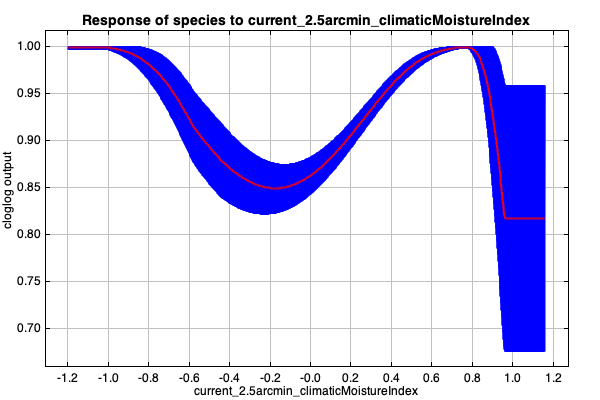 Response of species to current_2.5arcmin_climaticMoistureIndex
1.00
0.95
0.90
0.85
0.80
0.75
0.70
cloglog output
-1.2 -1.0 -0.8 -0.6 -0.4 -0.2 -0.0 0.2 0.4 0.6 0.8 1.0 1.2
current_2.5arcmin_climaticMoistureIndex